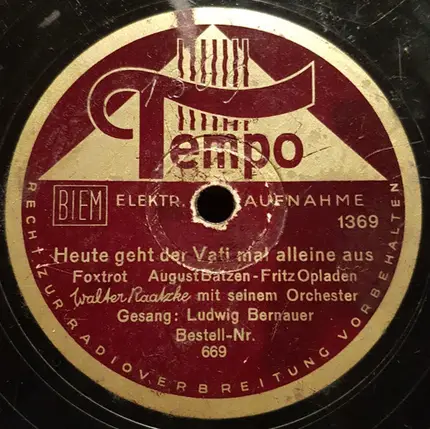 Tempo
BIEM ELEKTR. AUFNAHME
1369
Heute geht der Vati mal alleine aus
Foxtrot August Batzen - Fritz Opladen
Walter Raatzke mit seinem Orchester
Gesang: Ludwig Bernauer
Bestell-Nr.
669
RECHT ZUR RADIOVERBREITUNG VORBEHALTEN